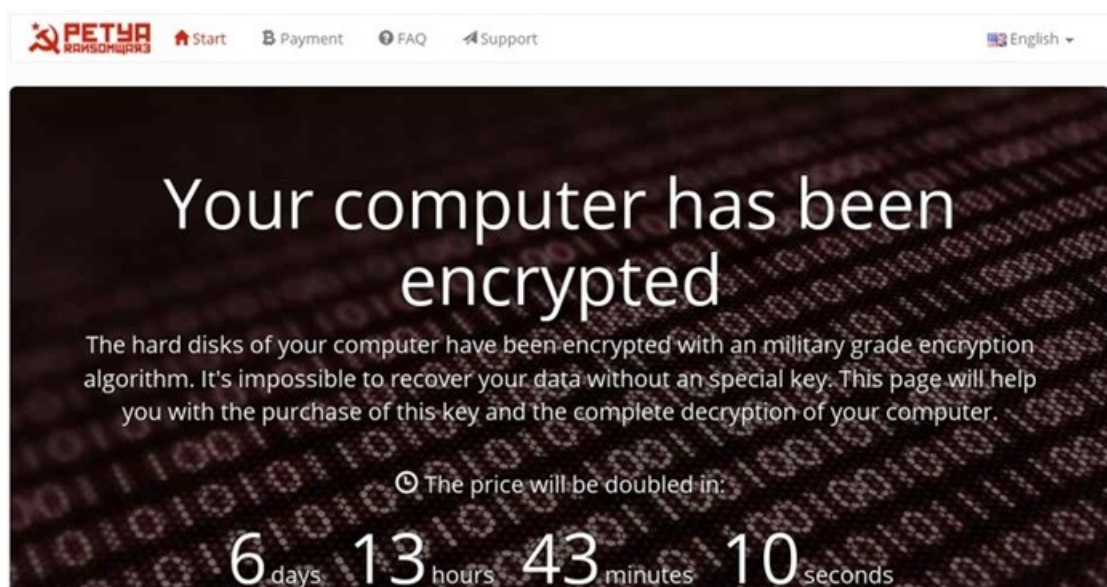 PETYA Start Payment FAQ Support English
RANSOMWAR3
Your computer has been
encrypted
The hard disks of your computer have been encrypted with an military grade encryption
algorithm. It's impossible to recover your data without an special key. This page will help
you with the purchase of this key and the complete decryption of your computer.
The price will be doubled in:
6 days 13 hours 43 minutes 10 seconds